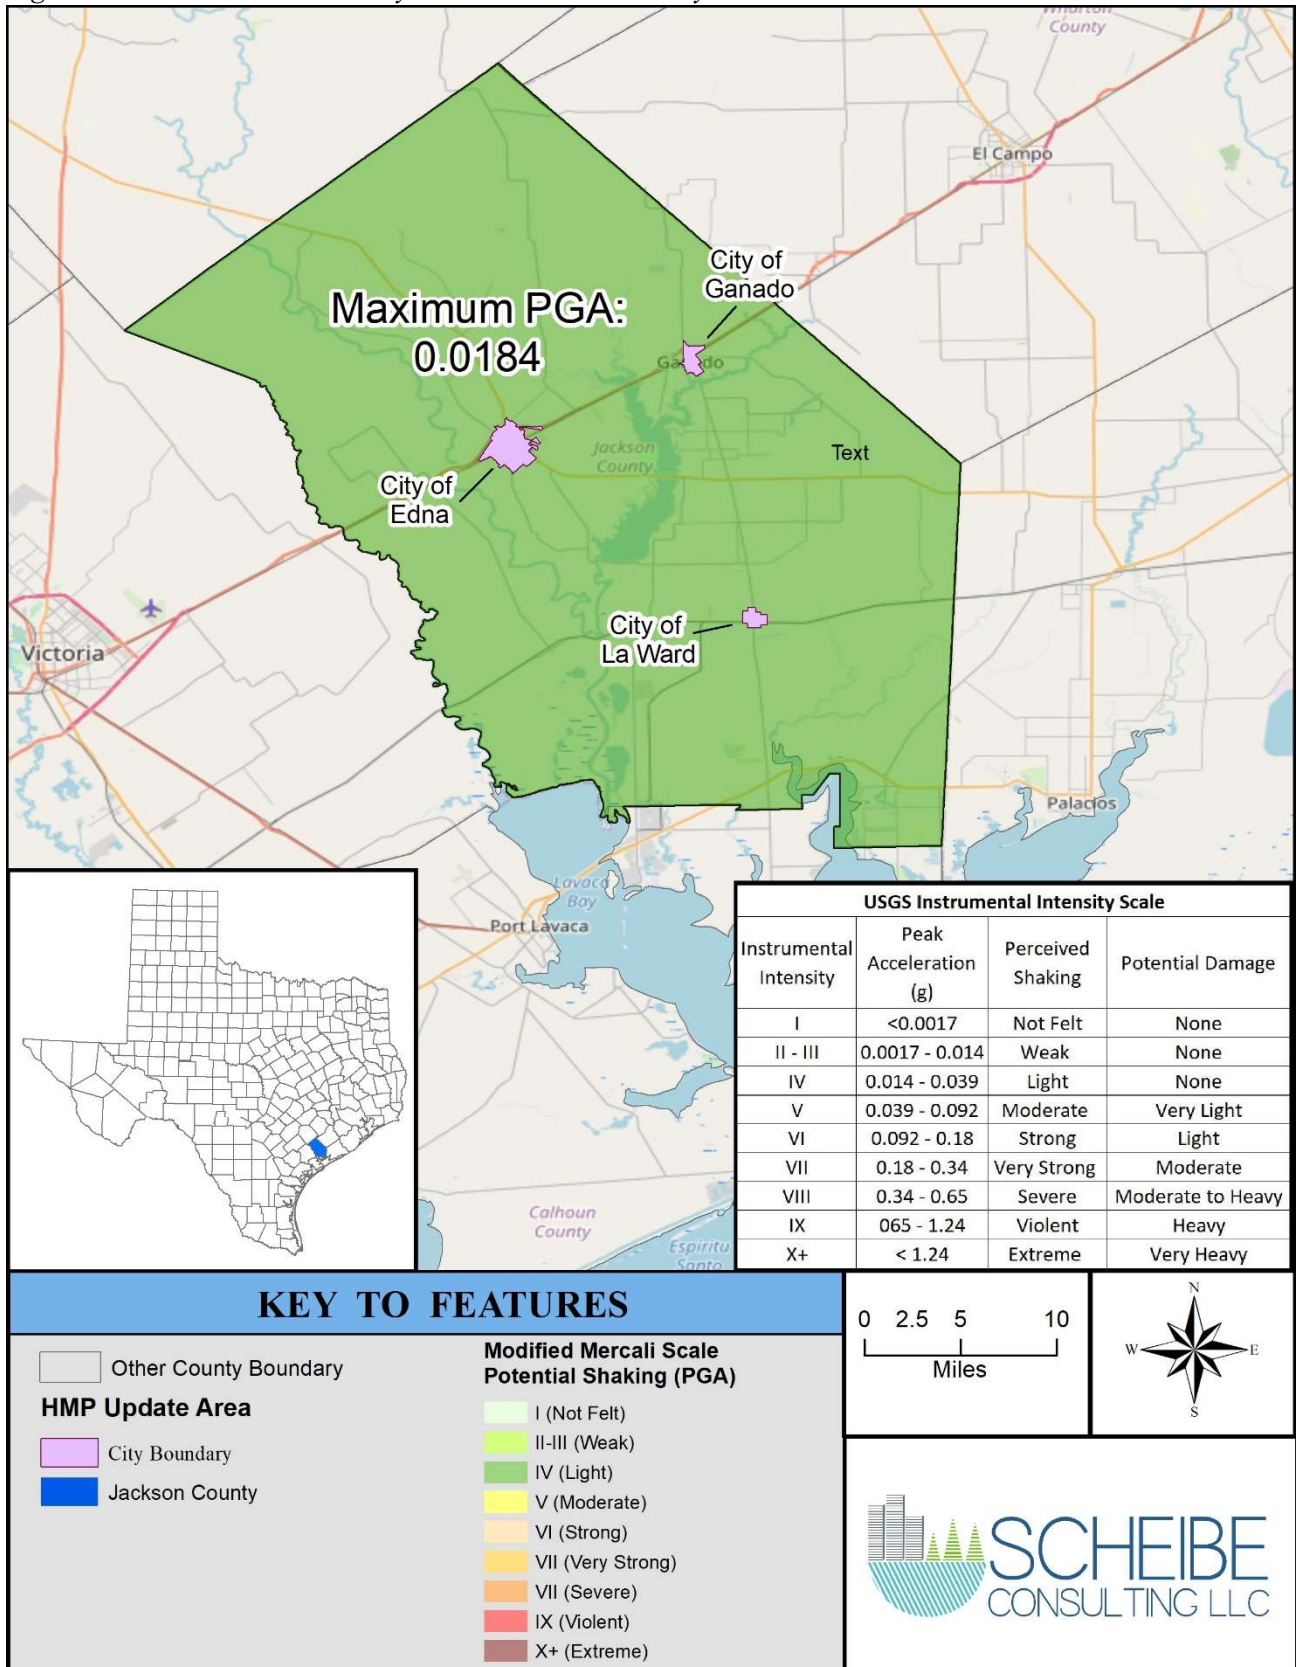 Wharton
County
El Campo
City of
Ganado
Maximum PGA:
0.0184
Jackson
County
Text
City of
Edna
City of
La Ward
Victoria
Palacios
Lavaca
Bay
Port Lavaca
Calhoun
County
Espiritu
Santo
USGS Instrumental Intensity Scale
Instrumental Intensity Peak Acceleration (g) Perceived Shaking Potential Damage
I <0.0017 Not Felt None
II - III 0.0017 - 0.014 Weak None
IV 0.014 - 0.039 Light None
V 0.039 - 0.092 Moderate Very Light
VI 0.092 - 0.18 Strong Light
VII 0.18 - 0.34 Very Strong Moderate
VIII 0.34 - 0.65 Severe Moderate to Heavy
IX 065 - 1.24 Violent Heavy
X+ < 1.24 Extreme Very Heavy
KEY TO FEATURES
Other County Boundary
HMP Update Area
City Boundary
Jackson County
Modified Mercali Scale
Potential Shaking (PGA)
I (Not Felt)
II-III (Weak)
IV (Light)
V (Moderate)
VI (Strong)
VII (Very Strong)
VII (Severe)
IX (Violent)
X+ (Extreme)
0 2.5 5 10
Miles
N
W E
S
SCHEIBE
CONSULTING LLC